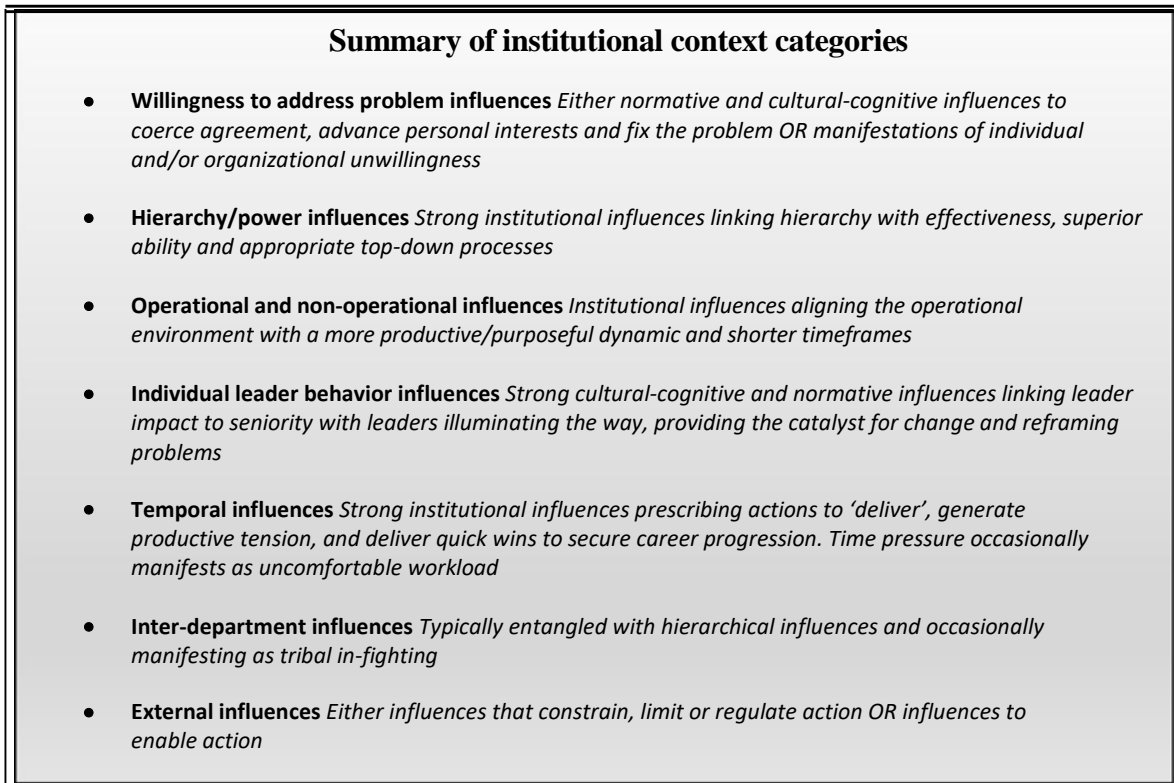 Summary of institutional context categories
● Willingness to address problem influences Either normative and cultural-cognitive influences to
coerce agreement, advance personal interests and fix the problem OR manifestations of individual
and/or organizational unwillingness
● Hierarchy/power influences Strong institutional influences linking hierarchy with effectiveness, superior
ability and appropriate top-down processes
● Operational and non-operational influences Institutional influences aligning the operational
environment with a more productive/purposeful dynamic and shorter timeframes
● Individual leader behavior influences Strong cultural-cognitive and normative influences linking leader
impact to seniority with leaders illuminating the way, providing the catalyst for change and reframing
problems
● Temporal influences Strong institutional influences prescribing actions to ‘deliver’, generate
productive tension, and deliver quick wins to secure career progression. Time pressure occasionally
manifests as uncomfortable workload
● Inter-department influences Typically entangled with hierarchical influences and occasionally
manifesting as tribal in-fighting
● External influences Either influences that constrain, limit or regulate action OR influences to
enable action